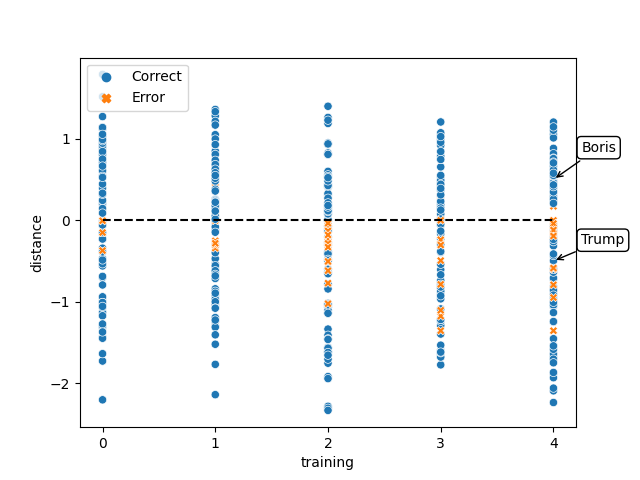 Correct
Error
Boris
Trump
1
0
−1
−2
distance
0 1 2 3 4
training